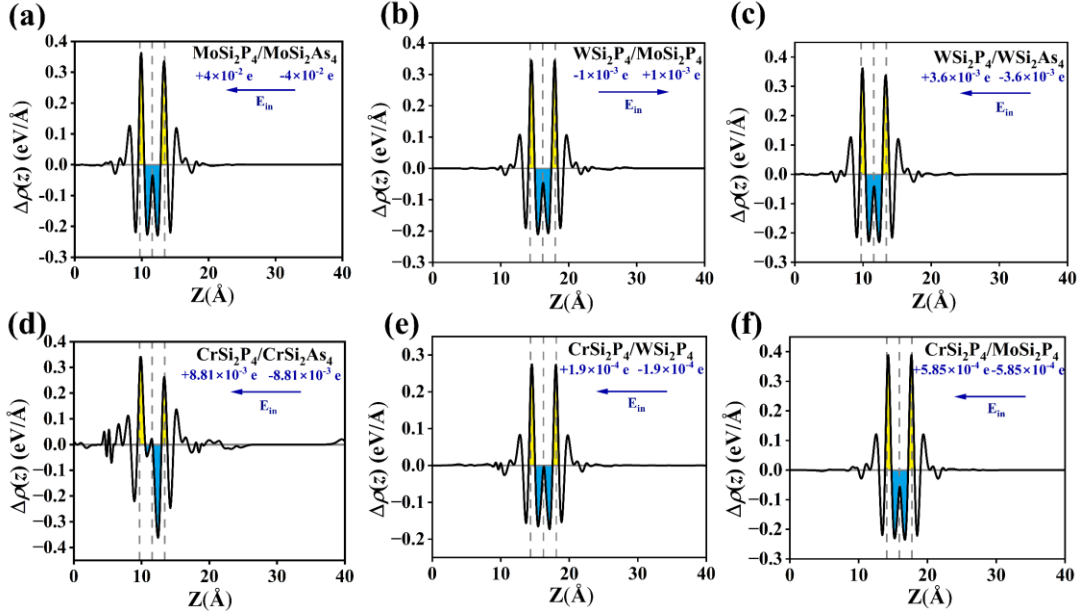 (a)
MoSi₂P₄/MoSi₂As₄
+4×10⁻² e -4×10⁻² e
E_in
0.4
0.3
0.2
0.1
0.0
-0.1
-0.2
-0.3
Δρ(z) (eV/Å)
0 10 20 30 40
Z(Å)
(b)
WSi₂P₄/MoSi₂P₄
-1×10⁻³ e +1×10⁻³ e
E_in
0.4
0.3
0.2
0.1
0.0
−0.1
−0.2
−0.3
Δρ(z) (eV/Å)
0 10 20 30 40
Z(Å)
(c)
WSi₂P₄/WSi₂As₄
+3.6×10⁻³ e -3.6×10⁻³ e
E_in
0.4
0.3
0.2
0.1
0.0
−0.1
−0.2
−0.3
Δρ(z) (eV/Å)
0 10 20 30 40
Z(Å)
(d)
CrSi₂P₄/CrSi₂As₄
+8.81×10⁻³ e -8.81×10⁻³ e
E_in
0.4
0.3
0.2
0.1
0.0
−0.1
−0.2
−0.3
−0.4
Δρ(z) (eV/Å)
0 10 20 30 40
Z(Å)
(e)
CrSi₂P₄/WSi₂P₄
+1.9×10⁻⁴ e -1.9×10⁻⁴ e
E_in
0.3
0.2
0.1
0.0
−0.1
−0.2
Δρ(z) (eV/Å)
0 10 20 30 40
Z(Å)
(f)
CrSi₂P₄/MoSi₂P₄
+5.85×10⁻⁴ e -5.85×10⁻⁴ e
E_in
0.4
0.3
0.2
0.1
0.0
−0.1
−0.2
−0.3
Δρ(z) (eV/Å)
0 10 20 30 40
Z(Å)